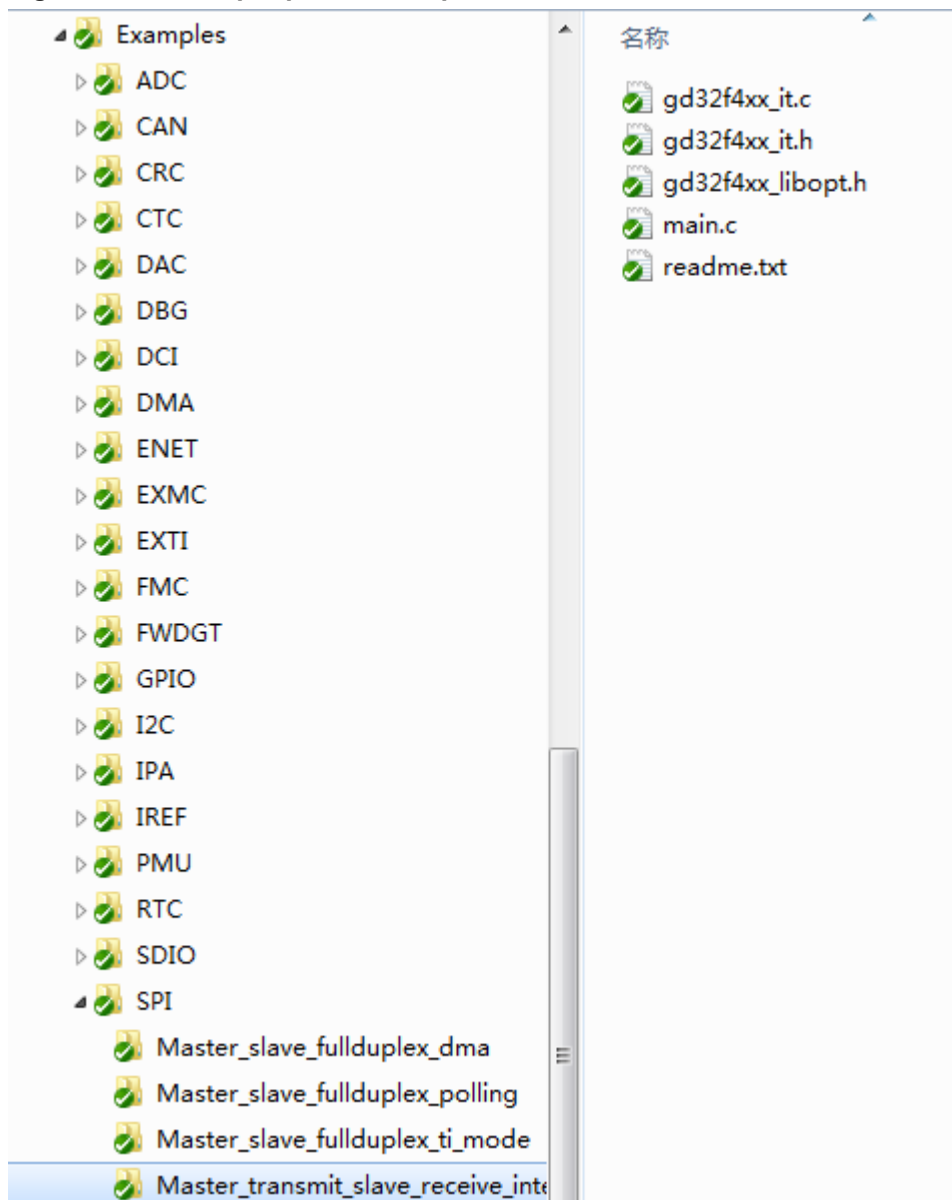 Examples
ADC
CAN
CRC
CTC
DAC
DBG
DCI
DMA
ENET
EXMC
EXTI
FMC
FWDGT
GPIO
I2C
IPA
IREF
PMU
RTC
SDIO
SPI
Master_slave_fullduplex_dma
Master_slave_fullduplex_polling
Master_slave_fullduplex_ti_mode
Master_transmit_slave_receive_inte
名称
gd32f4xx_it.c
gd32f4xx_it.h
gd32f4xx_libopt.h
main.c
readme.txt